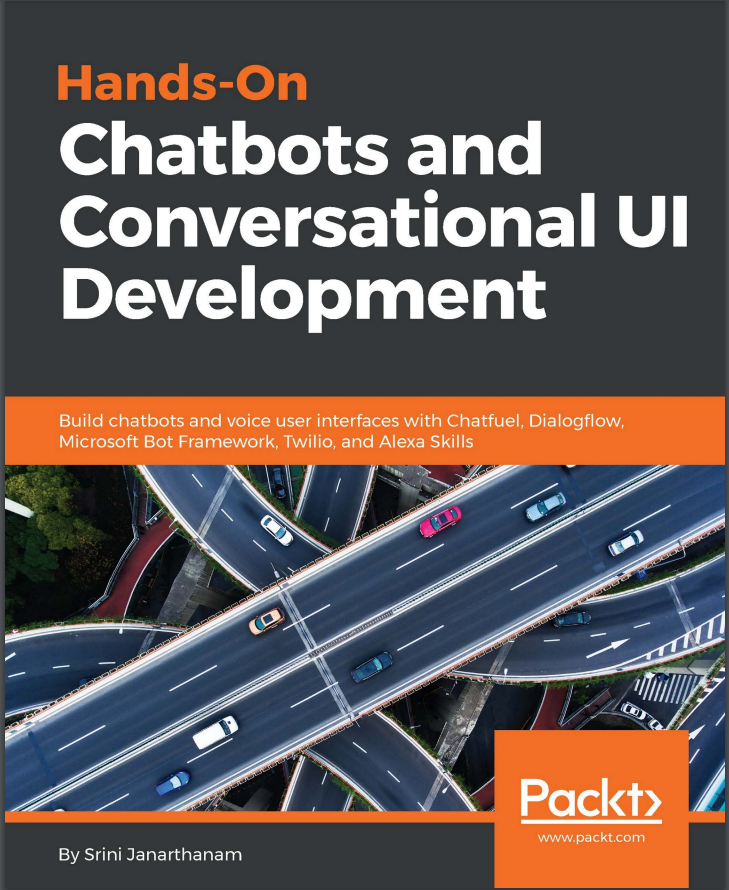 Hands-On
Chatbots and
Conversational UI
Development
Build chatbots and voice user interfaces with Chatfuel, Dialogflow,
Microsoft Bot Framework, Twilio, and Alexa Skills
Packt>
www.packt.com
By Srini Janarthanam